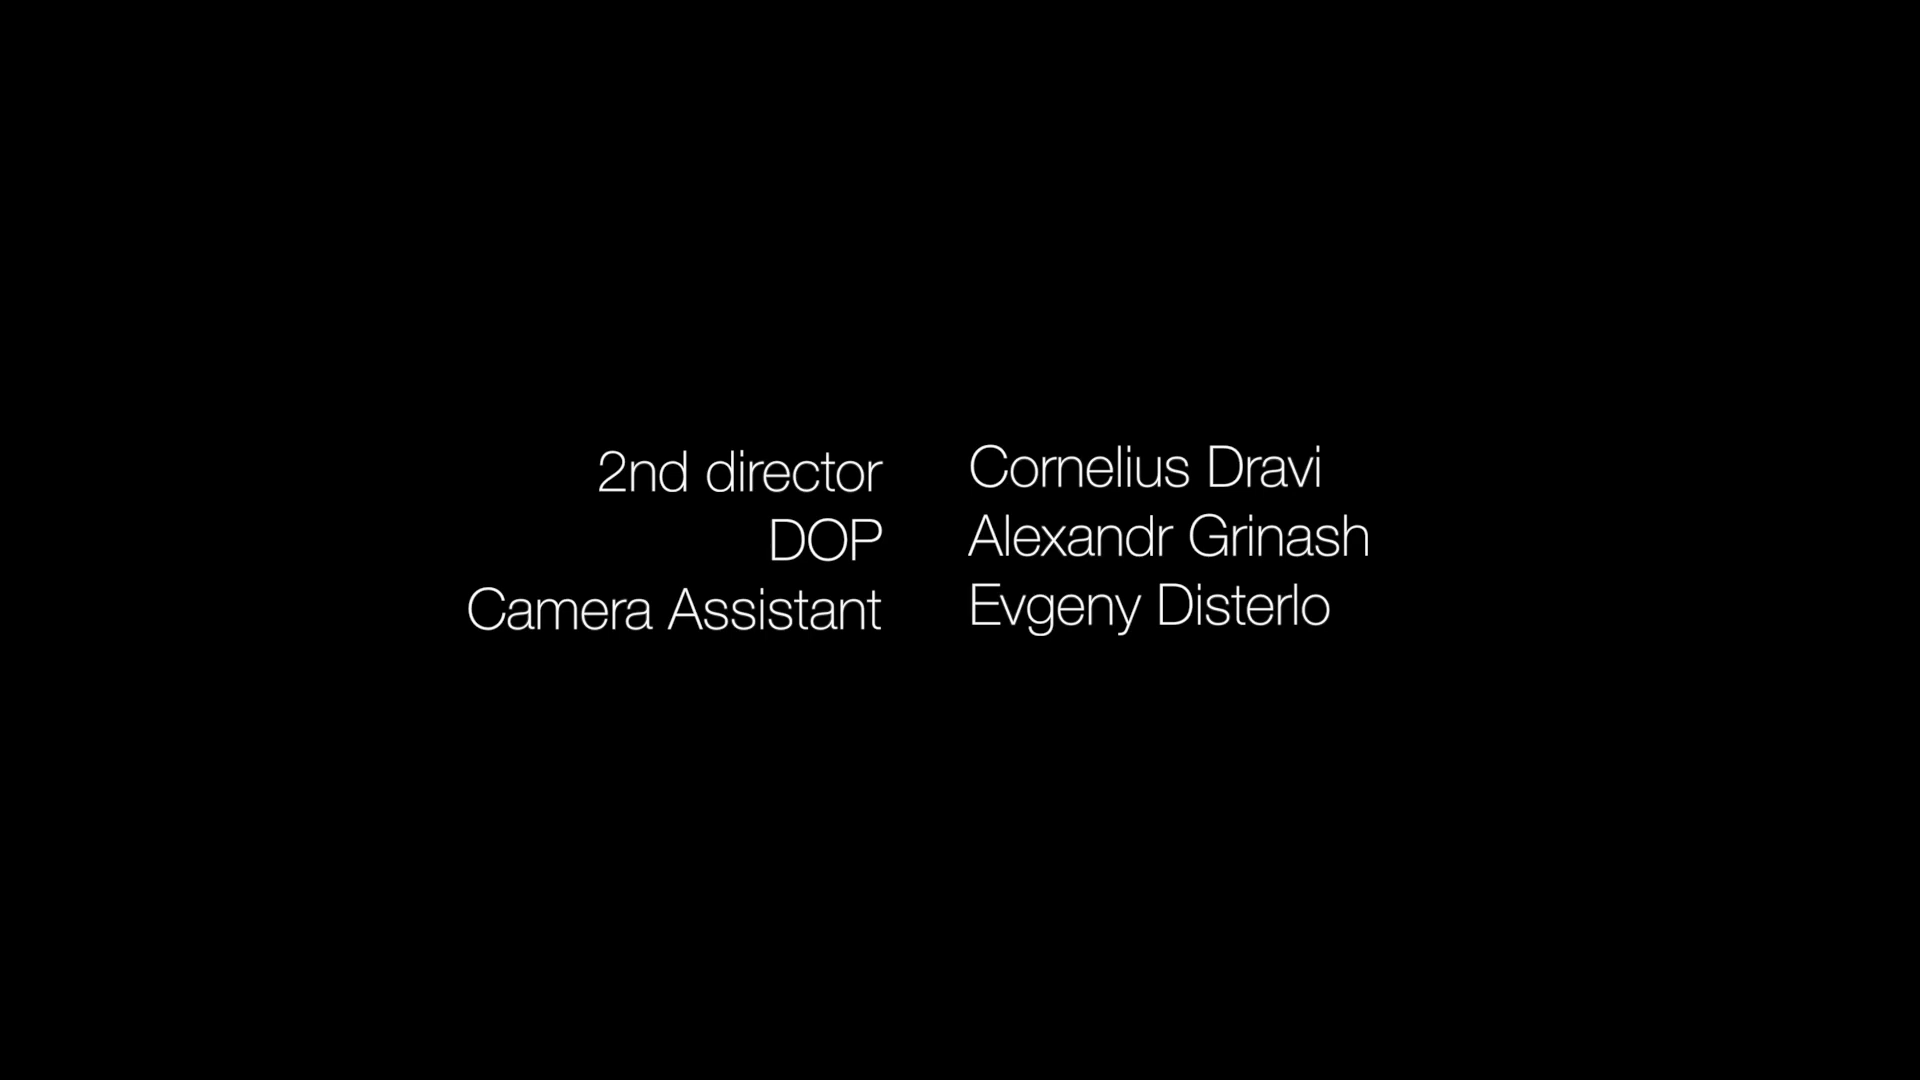 2nd director Cornelius Dravi
DOP Alexandr Grinash
Camera Assistant Evgeny Disterlo